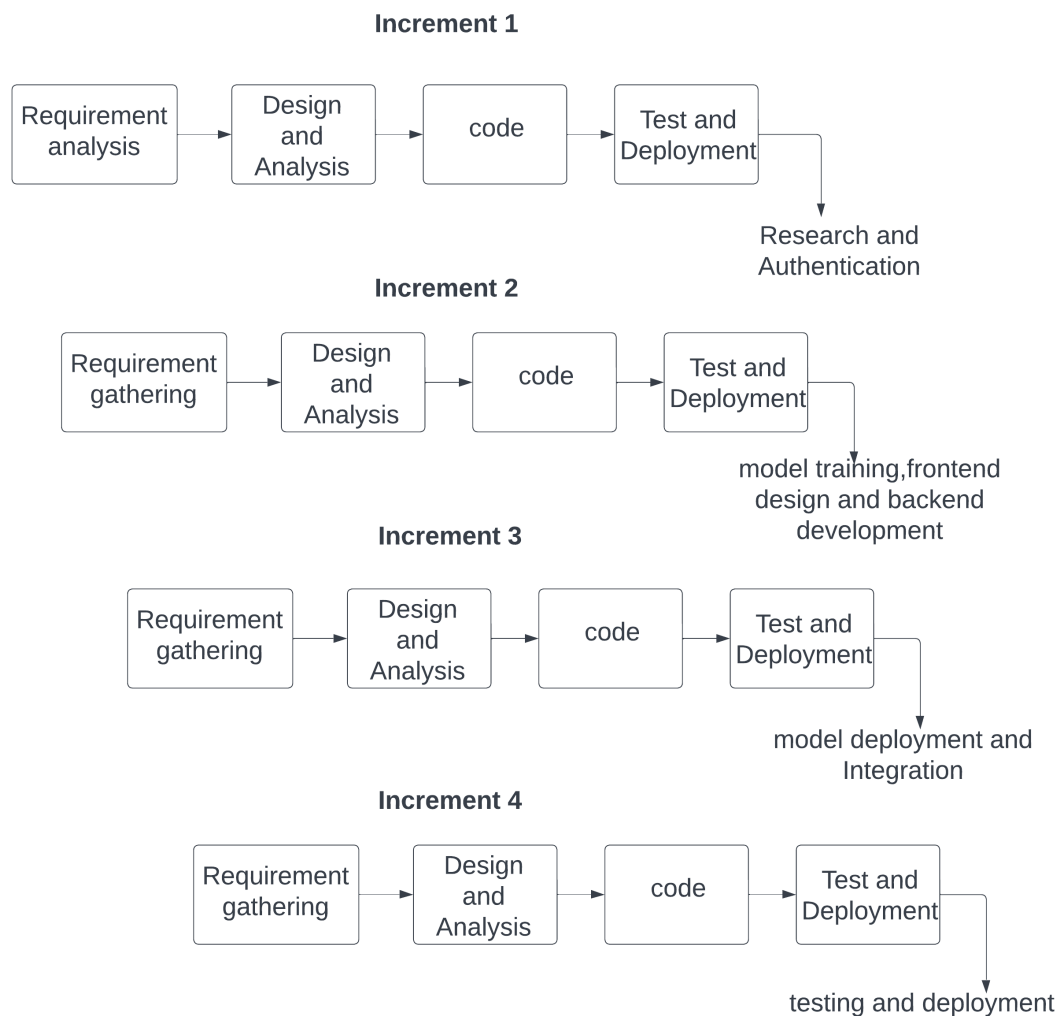 Increment 1
Requirement
analysis
Design
and
Analysis
code
Test and
Deployment
Research and
Authentication
Increment 2
Requirement
gathering
Design
and
Analysis
code
Test and
Deployment
model training,frontend
design and backend
development
Increment 3
Requirement
gathering
Design
and
Analysis
code
Test and
Deployment
model deployment and
Integration
Increment 4
Requirement
gathering
Design
and
Analysis
code
Test and
Deployment
testing and deployment